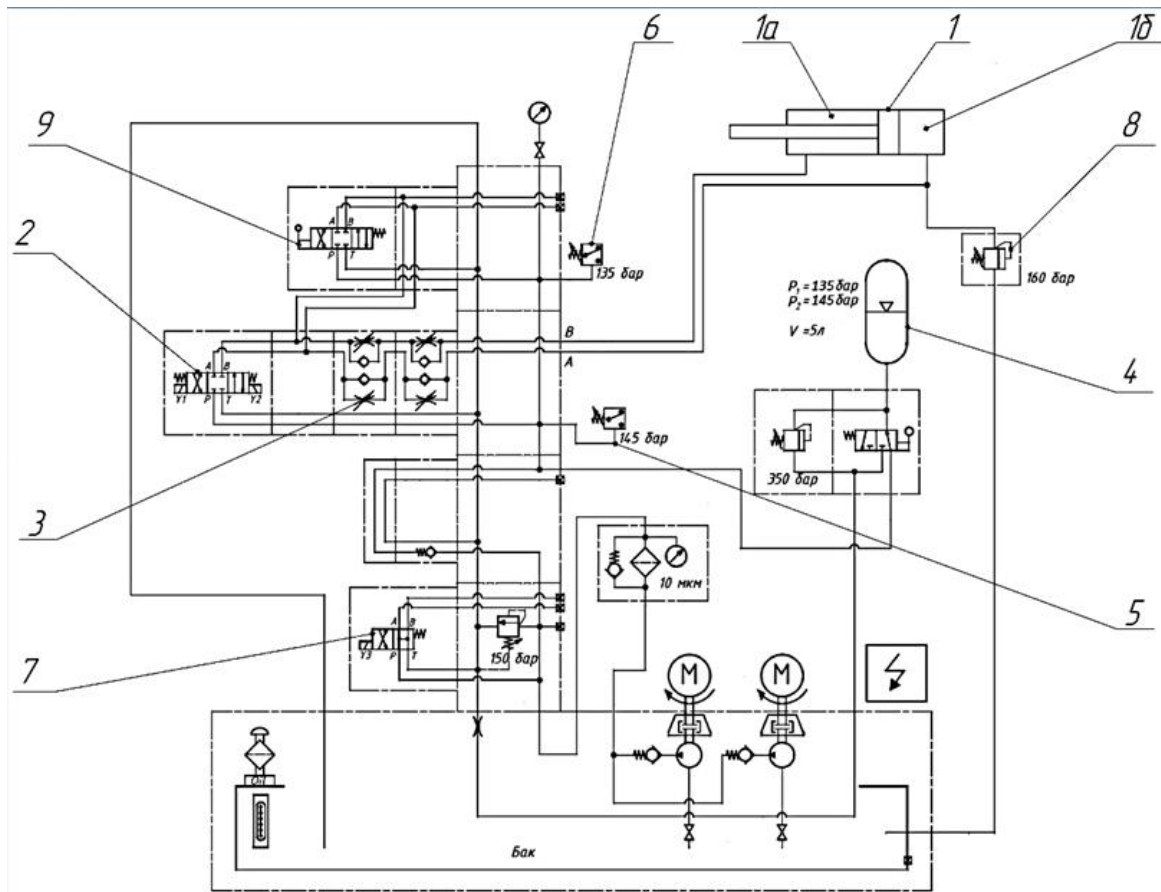 6
1а
1
1б
9
8
A B
P T
135 бар
160 бар
P₁ = 135 бар
P₂ = 145 бар
V = 5л
2
B
A
A B
Y1 P T Y2
4
145 бар
350 бар
3
10 мкм
5
A B
Y3 P T
150 бар
7
M
M
Oil
Бак